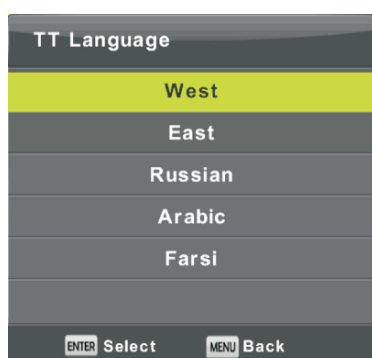 TT Language
West
East
Russian
Arabic
Farsi
ENTER Select MENU Back